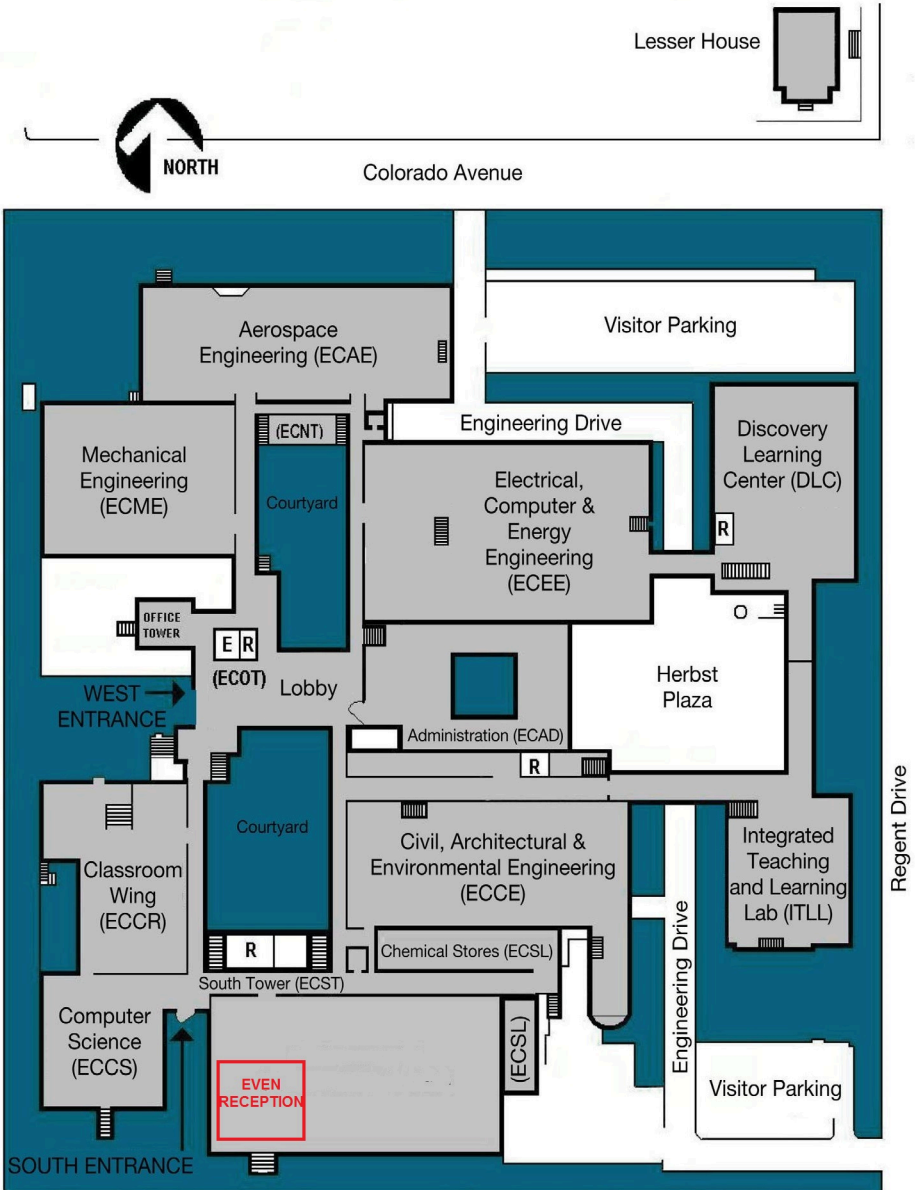 Lesser House
NORTH
Colorado Avenue
Visitor Parking
Aerospace
Engineering (ECAE)
Engineering Drive
(ECNT)
Discovery
Learning
Center (DLC)
Mechanical
Engineering
(ECME)
Courtyard
Electrical,
Computer &
Energy
Engineering
(ECEE)
R
OFFICE
TOWER
E R
(ECOT)
Lobby
Herbst
Plaza
WEST
ENTRANCE
Administration (ECAD)
R
Regent Drive
Courtyard
Civil, Architectural &
Environmental Engineering
(ECCE)
Integrated
Teaching
and Learning
Lab (ITLL)
Classroom
Wing
(ECCR)
R
Chemical Stores (ECSL)
South Tower (ECST)
Engineering Drive
Computer
Science
(ECCS)
(ECSL)
EVEN
RECEPTION
Visitor Parking
SOUTH ENTRANCE